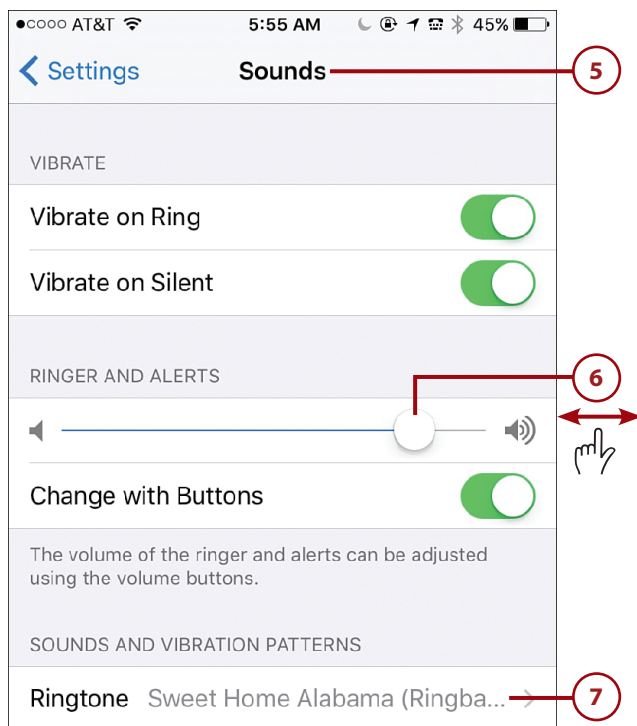 AT&T 5:55 AM 45%
Settings Sounds 5
VIBRATE
Vibrate on Ring
Vibrate on Silent
RINGER AND ALERTS
6
Change with Buttons
The volume of the ringer and alerts can be adjusted
using the volume buttons.
SOUNDS AND VIBRATION PATTERNS
Ringtone Sweet Home Alabama (Ringba... 7